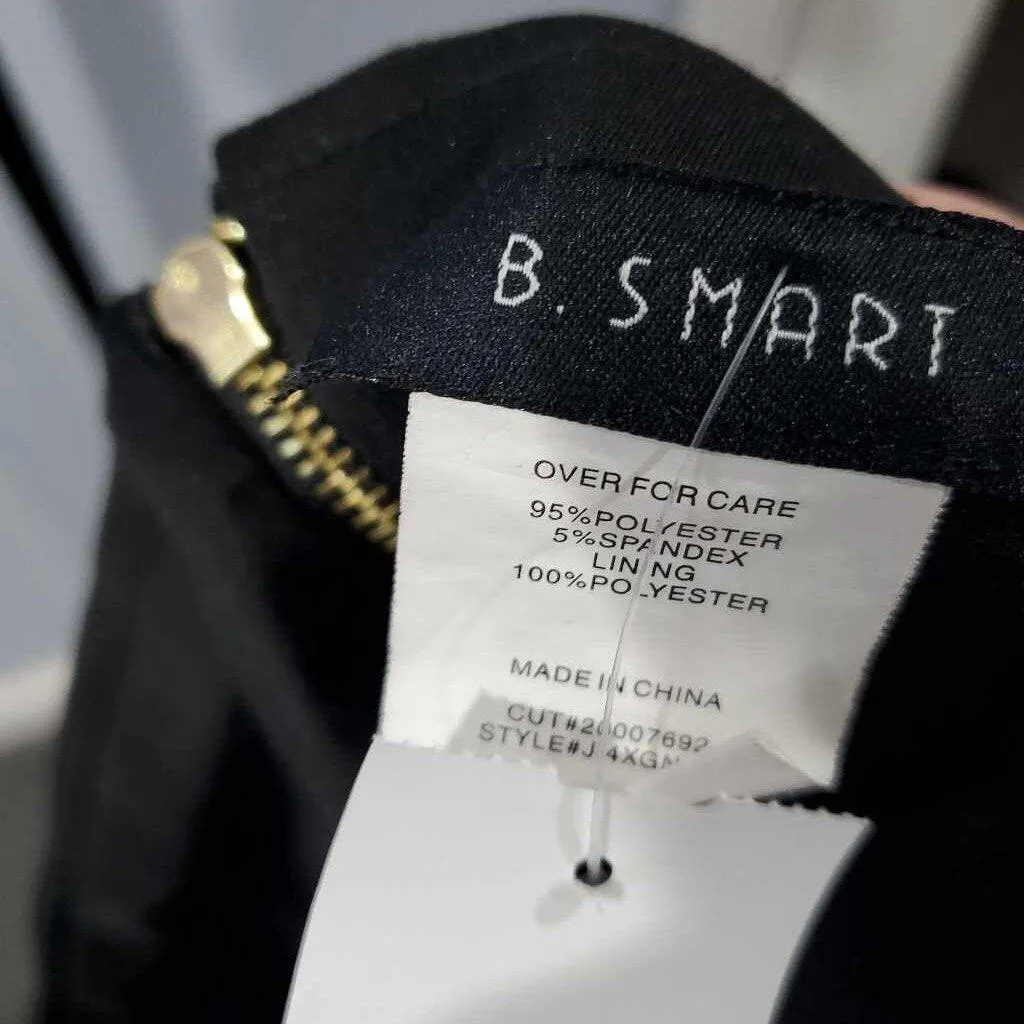 B. SMART
OVER FOR CARE
95%POLYESTER
5%SPANDEX
LINING
100%POLYESTER
MADE IN CHINA